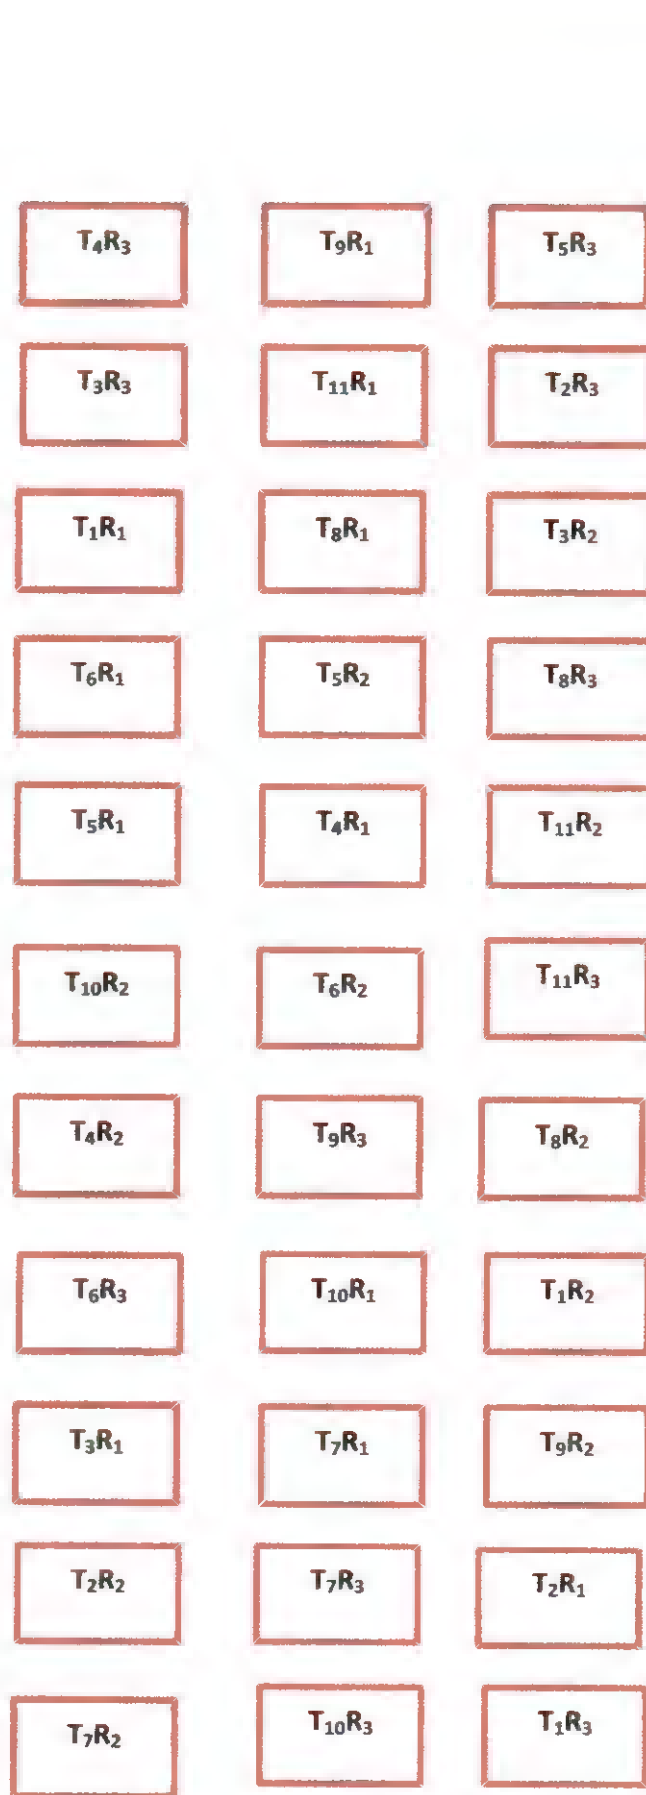 T₄R₃ T₉R₁ T₅R₃
T₃R₃ T₁₁R₁ T₂R₃
T₁R₁ T₈R₁ T₃R₂
T₆R₁ T₅R₂ T₈R₃
T₅R₁ T₄R₁ T₁₁R₂
T₁₀R₂ T₆R₂ T₁₁R₃
T₄R₂ T₉R₃ T₈R₂
T₆R₃ T₁₀R₁ T₁R₂
T₃R₁ T₇R₁ T₉R₂
T₂R₂ T₇R₃ T₂R₁
T₇R₂ T₁₀R₃ T₁R₃